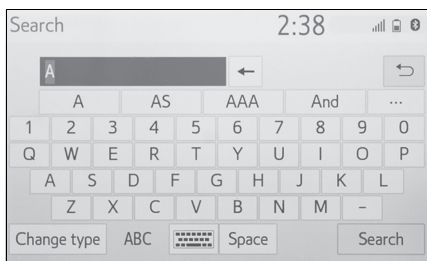 Search 2:38
A
A AS AAA And ...
1 2 3 4 5 6 7 8 9 0
Q W E R T Y U I O P
A S D F G H J K L
Z X C V B N M -
Change type ABC Space Search